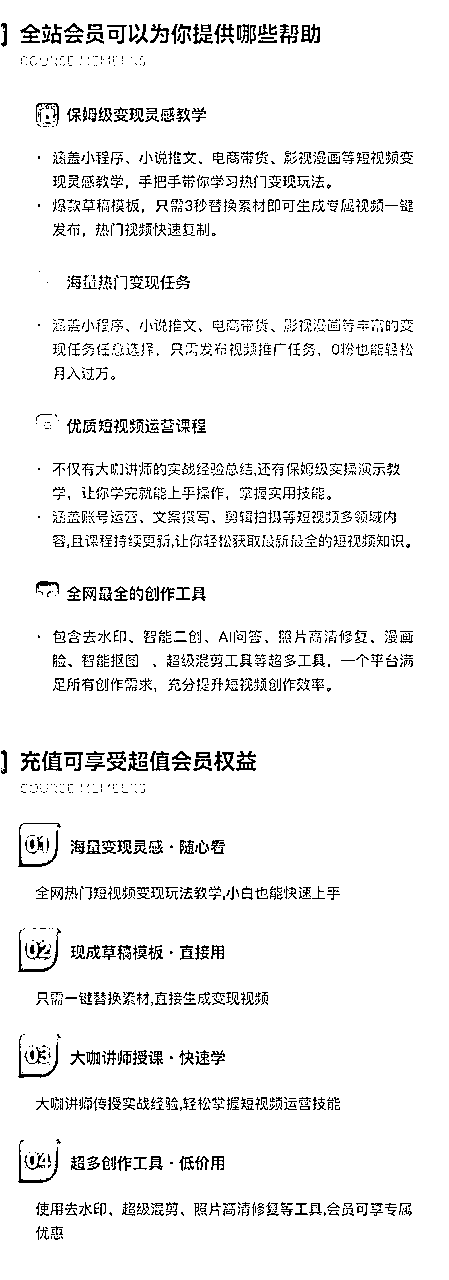 全站会员可以为你提供哪些帮助
COURSE MEMBERS
保姆级变现灵感教学
· 涵盖小程序、小说推文、电商带货、影视漫画等短视频变
现灵感教学，手把手带你学习热门变现玩法。
· 爆款草稿模板，只需3秒替换素材即可生成专属视频一键
发布，热门视频快速复制。
海量热门变现任务
· 涵盖小程序、小说推文、电商带货、影视漫画等丰富的变
现任务任意选择，只需发布视频推广任务，0粉也能轻松
月入过万。
优质短视频运营课程
· 不仅有大咖讲师的实战经验总结,还有保姆级实操演示教
学，让你学完就能上手操作，掌握实用技能。
· 涵盖账号运营、文案撰写、剪辑拍摄等短视频多领域内
容,且课程持续更新,让你轻松获取最新最全的短视频知识。
全网最全的创作工具
· 包含去水印、智能二创、AI问答、照片高清修复、漫画
脸、智能抠图 、超级混剪工具等超多工具，一个平台满
足所有创作需求，充分提升短视频创作效率。
充值可享受超值会员权益
COURSE MEMBERS
01 海量变现灵感·随心看
全网热门短视频变现玩法教学,小白也能快速上手
02 现成草稿模板·直接用
只需一键替换素材,直接生成变现视频
03 大咖讲师授课·快速学
大咖讲师传授实战经验,轻松掌握短视频运营技能
04 超多创作工具·低价用
使用去水印、超级混剪、照片高清修复等工具,会员可享专属
优惠